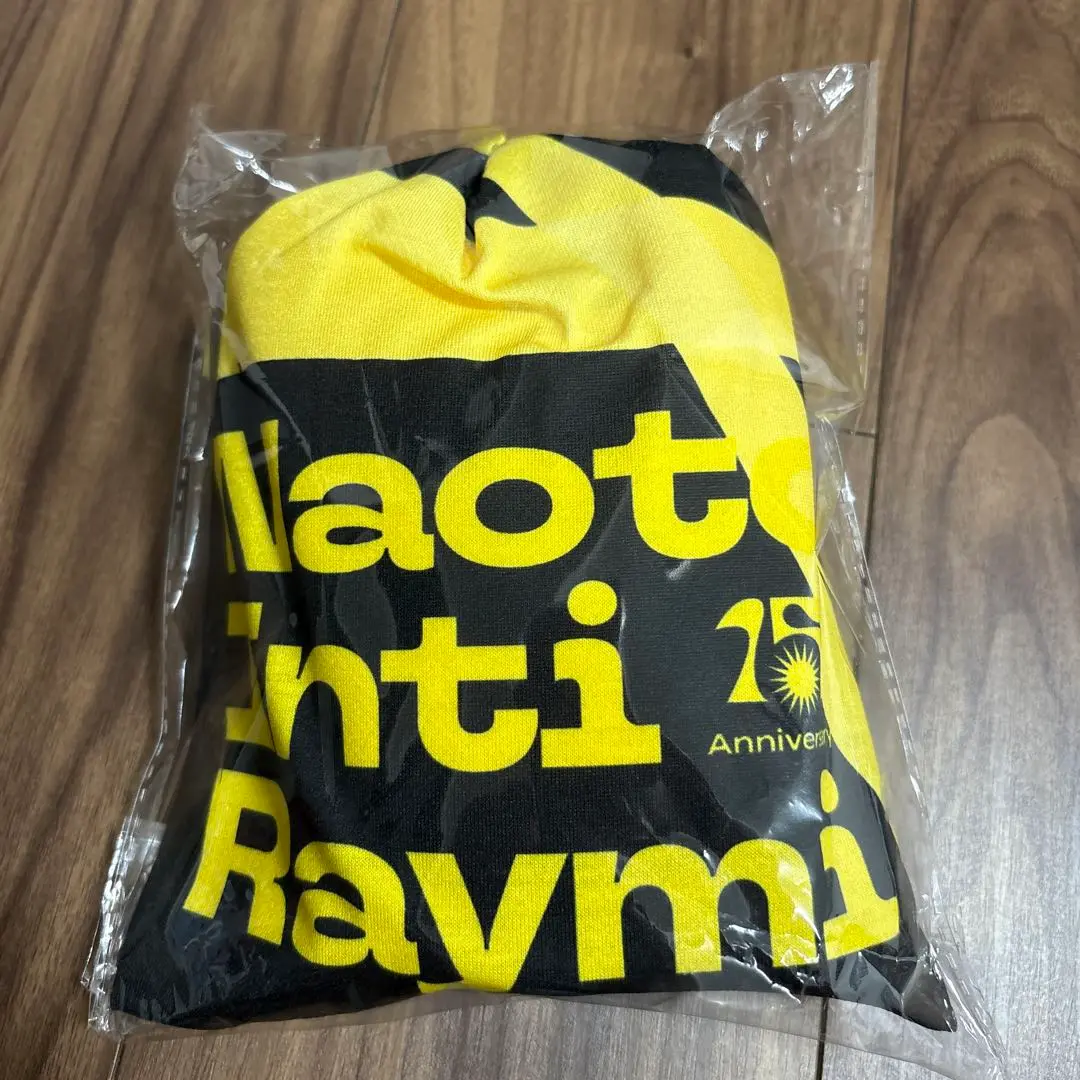 Naoto
Inti
15
Anniversary
Raymi